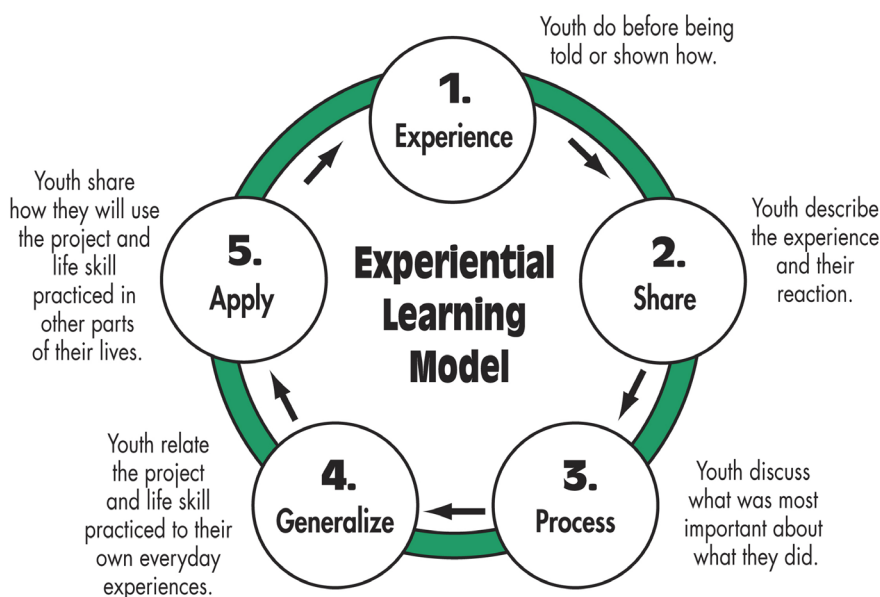 Youth do before being
told or shown how.
1.
Experience
Youth describe
the experience
and their
reaction.
2.
Share
Youth discuss
what was most
important about
what they did.
3.
Process
Youth relate
the project
and life skill
practiced to their
own everyday
experiences.
4.
Generalize
Youth share
how they will use
the project and
life skill
practiced in
other parts
of their lives.
5.
Apply
Experiential
Learning
Model